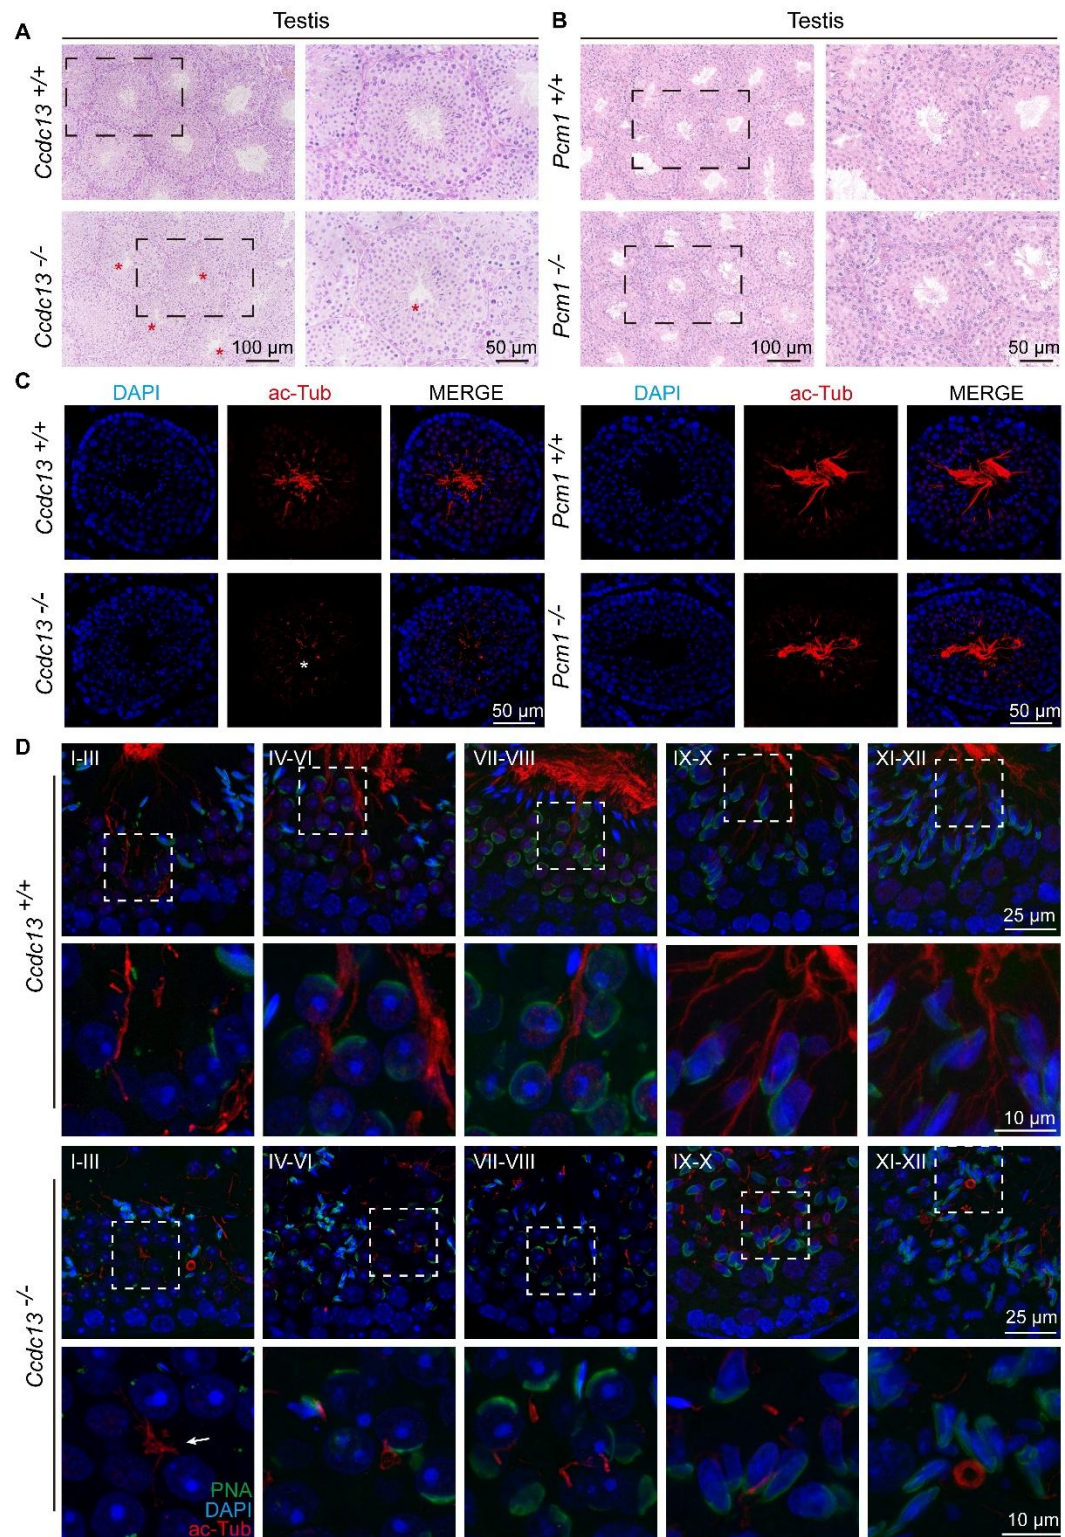 A
Testis
B
Testis
Ccdc13 +/+
Pcm1 +/+
Ccdc13 -/-
Pcm1 -/-
*
*
*
*
*
100 µm
50 µm
100 µm
50 µm
C
DAPI
ac-Tub
MERGE
DAPI
ac-Tub
MERGE
Ccdc13 +/+
Pcm1 +/+
Ccdc13 -/-
Pcm1 -/-
*
50 µm
50 µm
D
I-III
IV-VI
VII-VIII
IX-X
XI-XII
Ccdc13 +/+
25 µm
10 µm
I-III
IV-VI
VII-VIII
IX-X
XI-XII
Ccdc13 -/-
25 µm
PNA
DAPI
ac-Tub
10 µm